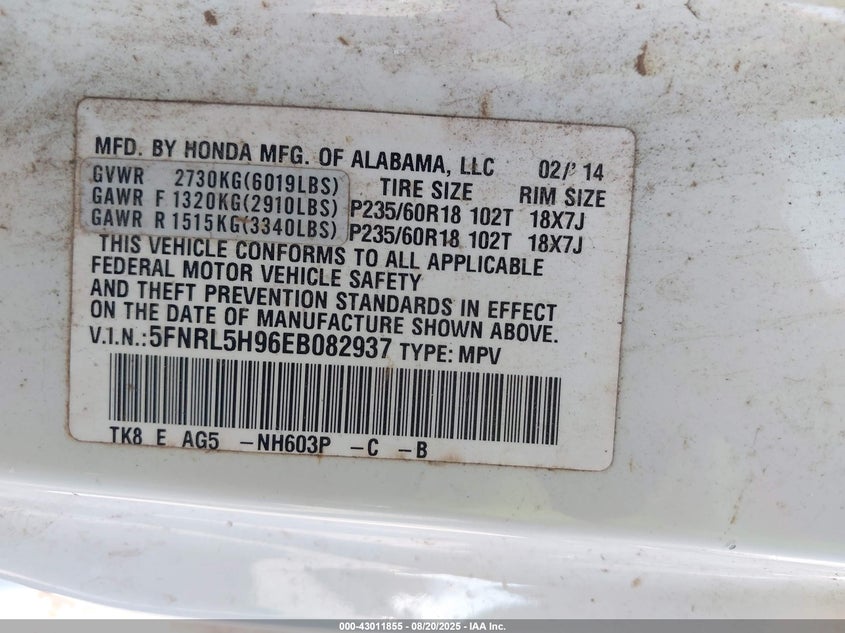 MFD. BY HONDA MFG. OF ALABAMA, LLC 02/ 14
GVWR 2730KG(6019LBS) TIRE SIZE RIM SIZE
GAWR F 1320KG(2910LBS) P235/60R18 102T 18X7J
GAWR R 1515KG(3340LBS) P235/60R18 102T 18X7J
THIS VEHICLE CONFORMS TO ALL APPLICABLE
FEDERAL MOTOR VEHICLE SAFETY
AND THEFT PREVENTION STANDARDS IN EFFECT
ON THE DATE OF MANUFACTURE SHOWN ABOVE.
V.I.N.:5FNRL5H96EB082937 TYPE: MPV
TK8 E AG5 -NH603P -C -B
000-43011855 - 08/20/2025 - IAA Inc.